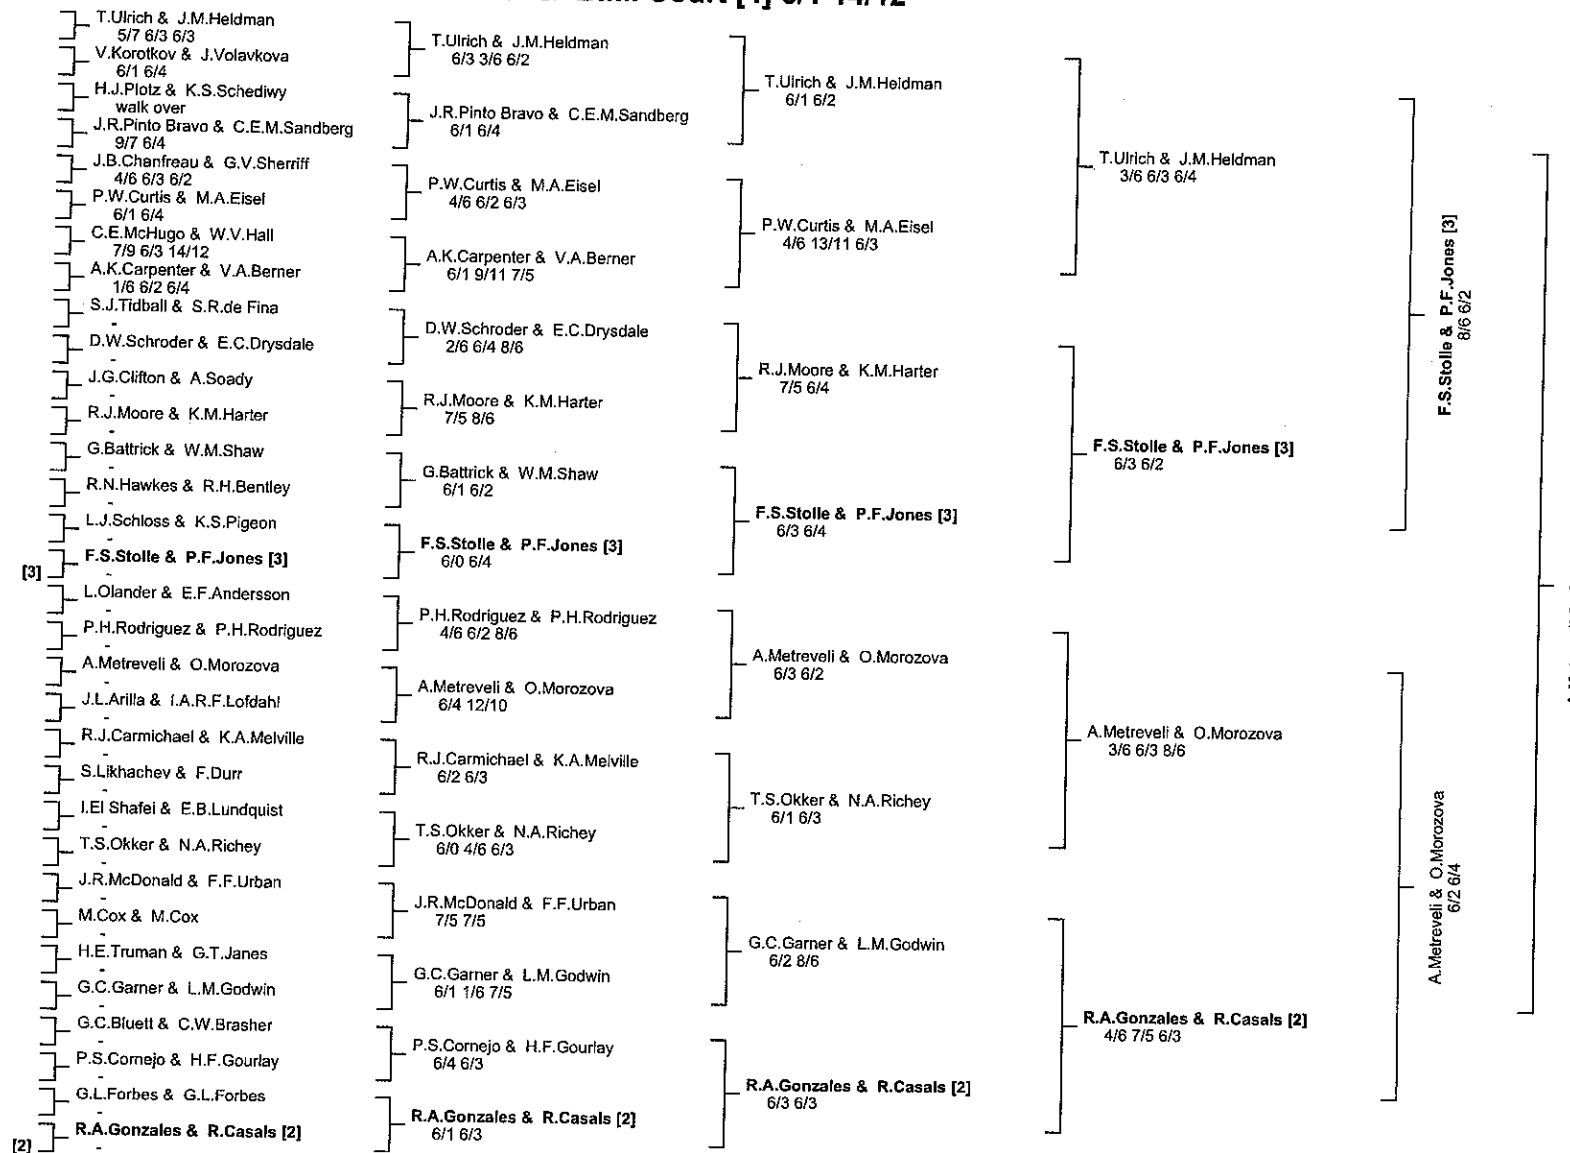 [4] 6/1 14/12
T.Ulrich & J.M.Heldman
5/7 6/3 6/3
V.Korotkov & J.Volavkova
6/1 6/4
H.J.Plotz & K.S.Schediwy
walk over
J.R.Pinto Bravo & C.E.M.Sandberg
9/7 6/4
J.B.Chanfreau & G.V.Sherriff
4/6 6/3 6/2
P.W.Curtis & M.A.Eisel
6/1 6/4
C.E.McHugo & W.V.Hall
7/9 6/3 14/12
A.K.Carpenter & V.A.Berner
1/6 6/2 6/4
S.J.Tidball & S.R.de Fina
-
D.W.Schroder & E.C.Drysdale
-
J.G.Clifton & A.Soady
-
R.J.Moore & K.M.Harter
-
G.Battrick & W.M.Shaw
-
R.N.Hawkes & R.H.Bentley
-
L.J.Schloss & K.S.Pigeon
-
[3] F.S.Stolle & P.F.Jones [3]
-
L.Olander & E.F.Andersson
-
P.H.Rodriguez & P.H.Rodriguez
-
A.Metreveli & O.Morozova
-
J.L.Arilla & I.A.R.F.Lofdahl
-
R.J.Carmichael & K.A.Melville
-
S.Likhachev & F.Durr
-
I.El Shafei & E.B.Lundquist
-
T.S.Okker & N.A.Richey
-
J.R.McDonald & F.F.Urban
-
M.Cox & M.Cox
-
H.E.Truman & G.T.Janes
-
G.C.Garner & L.M.Godwin
-
G.C.Bluett & C.W.Brasher
-
P.S.Cornejo & H.F.Gourlay
-
G.L.Forbes & G.L.Forbes
-
[2] R.A.Gonzales & R.Casals [2]
-
T.Ulrich & J.M.Heldman
6/3 3/6 6/2
J.R.Pinto Bravo & C.E.M.Sandberg
6/1 6/4
P.W.Curtis & M.A.Eisel
4/6 6/2 6/3
A.K.Carpenter & V.A.Berner
6/1 9/11 7/5
D.W.Schroder & E.C.Drysdale
2/6 6/4 8/6
R.J.Moore & K.M.Harter
7/5 8/6
G.Battrick & W.M.Shaw
6/1 6/2
F.S.Stolle & P.F.Jones [3]
6/0 6/4
P.H.Rodriguez & P.H.Rodriguez
4/6 6/2 8/6
A.Metreveli & O.Morozova
6/4 12/10
R.J.Carmichael & K.A.Melville
6/2 6/3
T.S.Okker & N.A.Richey
6/0 4/6 6/3
J.R.McDonald & F.F.Urban
7/5 7/5
G.C.Garner & L.M.Godwin
6/1 1/6 7/5
P.S.Cornejo & H.F.Gourlay
6/4 6/3
R.A.Gonzales & R.Casals [2]
6/1 6/3
T.Ulrich & J.M.Heldman
6/1 6/2
P.W.Curtis & M.A.Eisel
4/6 13/11 6/3
R.J.Moore & K.M.Harter
7/5 6/4
F.S.Stolle & P.F.Jones [3]
6/3 6/4
A.Metreveli & O.Morozova
6/3 6/2
T.S.Okker & N.A.Richey
6/1 6/3
G.C.Garner & L.M.Godwin
6/2 8/6
R.A.Gonzales & R.Casals [2]
6/3 6/3
T.Ulrich & J.M.Heldman
3/6 6/3 6/4
F.S.Stolle & P.F.Jones [3]
6/3 6/2
A.Metreveli & O.Morozova
3/6 6/3 8/6
R.A.Gonzales & R.Casals [2]
4/6 7/5 6/3
F.S.Stolle & P.F.Jones [3]
8/6 6/2
A.Metreveli & O.Morozova
6/2 6/4